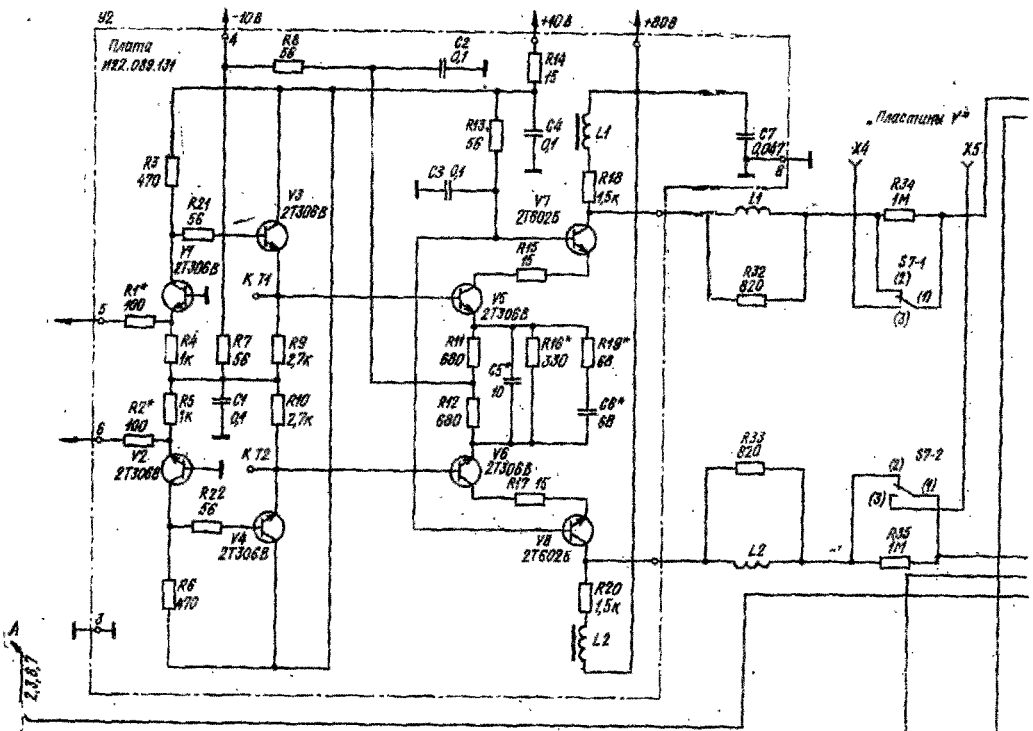 У2
-10В
+10В
+80В
4
Плата
И22.089.131
R8
56
C2
0,1
R14
15
R3
470
R21
56
V3
2Т306В
R13
56
C4
0,1
L1
C7
0,047
8
„Пластины Y"
X4
X5
C3 0,1
R18
1,5к
V7
2Т602Б
R34
1М
L1
V1
2Т306В
R15
15
R32
820
S7-1
(2)
(1)
(3)
К Т1
V5
2Т306В
5
R1*
100
R4
1к
R7
56
R9
2,7к
R11
680
C5*
10
R16*
330
R19*
68
R2*
100
R5
1к
C1
0,1
R10
2,7к
R12
680
C6*
68
6
V2
2Т306В
К Т2
V6
2Т306В
R33
820
S7-2
(2)
(1)
(3)
R22
56
V4
2Т306В
R17 15
V8
2Т602Б
L2
R35
1М
R6
470
R20
1,5к
3
L2
А
2,3,6,7